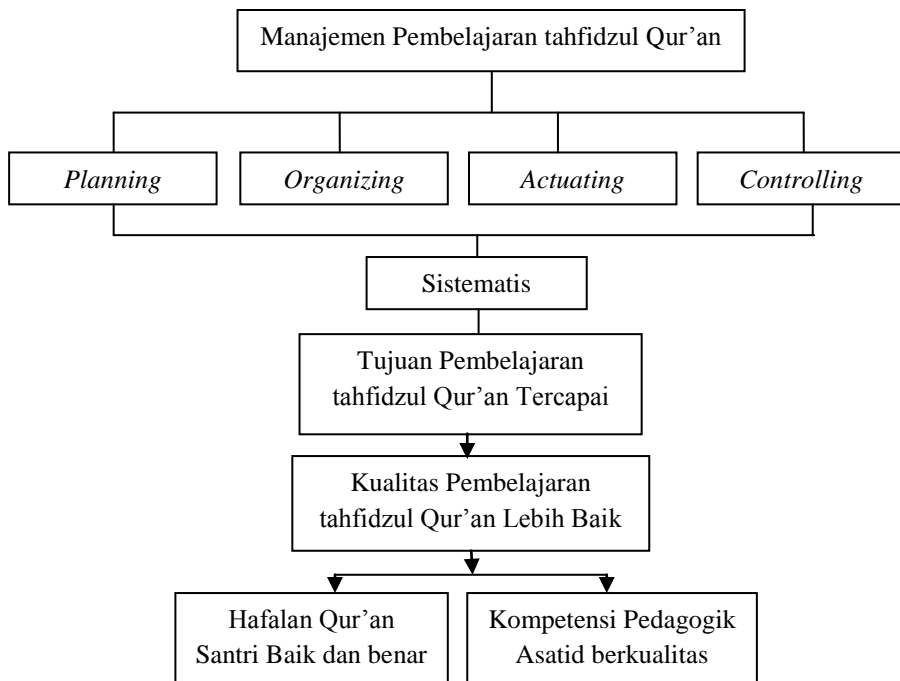 Manajemen Pembelajaran tahfidzul Qur’an
Planning
Organizing
Actuating
Controlling
Sistematis
Tujuan Pembelajaran
tahfidzul Qur’an Tercapai
Kualitas Pembelajaran
tahfidzul Qur’an Lebih Baik
Hafalan Qur’an
Santri Baik dan benar
Kompetensi Pedagogik
Asatid berkualitas